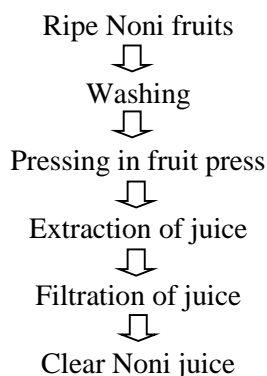 Ripe Noni fruits
Washing
Pressing in fruit press
Extraction of juice
Filtration of juice
Clear Noni juice